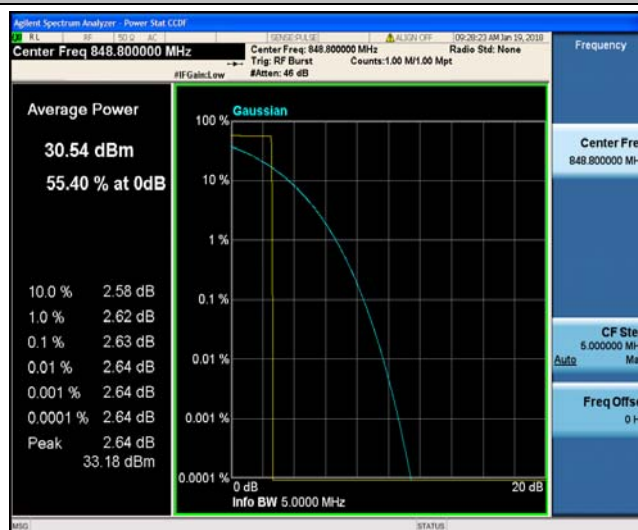 Agilent Spectrum Analyzer - Power Stat CCDF
RL RF 50 Ω AC SENSE:PULSE ALIGN OFF 09:28:23 AM Jan 19, 2018
Center Freq 848.800000 MHz
Center Freq: 848.800000 MHz Radio Std: None
Trig: RF Burst Counts:1.00 M/1.00 Mpt
#IFGain:Low #Atten: 46 dB
Frequency
Average Power
30.54 dBm
55.40 % at 0dB
10.0 % 2.58 dB
1.0 % 2.62 dB
0.1 % 2.63 dB
0.01 % 2.64 dB
0.001 % 2.64 dB
0.0001 % 2.64 dB
Peak 2.64 dB
33.18 dBm
Gaussian
100 %
10 %
1 %
0.1 %
0.01 %
0.001 %
0.0001 %
0 dB 20 dB
Info BW 5.0000 MHz
Center Fre
848.800000 MH
CF Ste
5.000000 MH
Auto Ma
Freq Offse
0 H
MSG STATUS